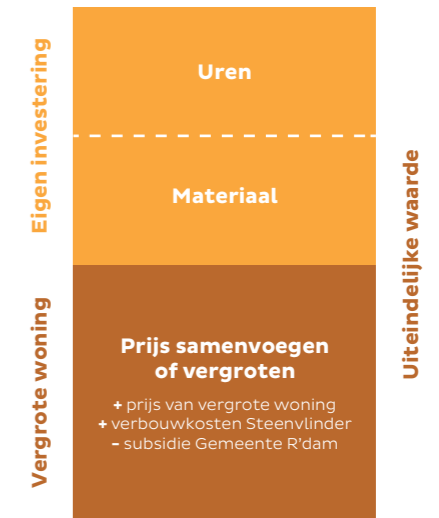 Eigen investering
Uren
Materiaal
Vergrote woning
Prijs samenvoegen
of vergroten
+ prijs van vergrote woning
+ verbouwkosten Steenvlinder
- subsidie Gemeente R'dam
Uiteindelijke waarde